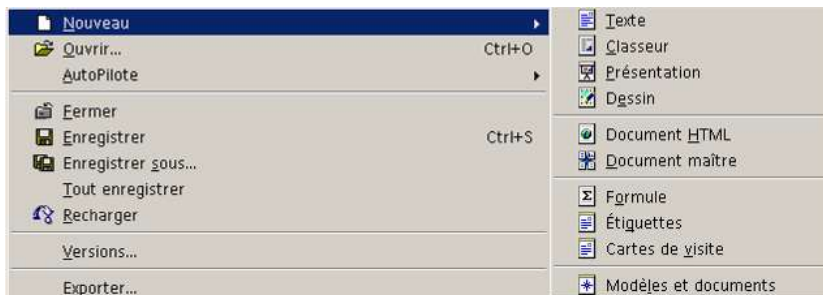 Nouveau
Ouvrir... Ctrl+O
AutoPilote
Fermer
Enregistrer Ctrl+S
Enregistrer sous...
Tout enregistrer
Recharger
Versions...
Exporter...
Texte
Classeur
Présentation
Dessin
Document HTML
Document maître
Formule
Étiquettes
Cartes de visite
Modèles et documents